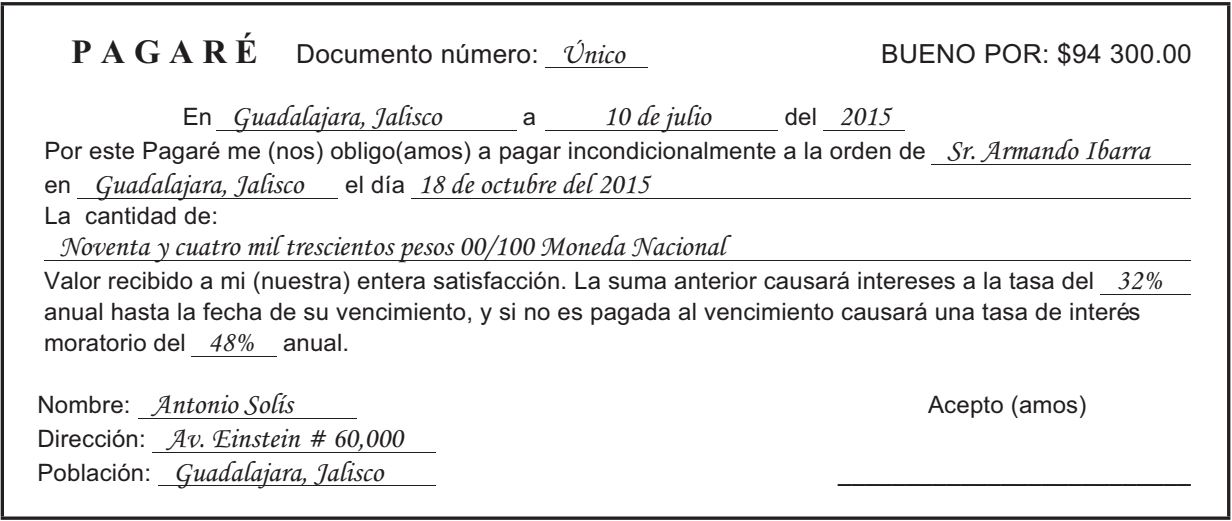 PAGARÉ Documento número: Único BUENO POR: $94 300.00
En Guadalajara, Jalisco a 10 de julio del 2015
Por este Pagaré me (nos) obligo(amos) a pagar incondicionalmente a la orden de Sr. Armando Ibarra
en Guadalajara, Jalisco el día 18 de octubre del 2015
La cantidad de:
Noventa y cuatro mil trescientos pesos 00/100 Moneda Nacional
Valor recibido a mi (nuestra) entera satisfacción. La suma anterior causará intereses a la tasa del 32%
anual hasta la fecha de su vencimiento, y si no es pagada al vencimiento causará una tasa de interés
moratorio del 48% anual.
Nombre: Antonio Solís Acepto (amos)
Dirección: Av. Einstein # 60,000
Población: Guadalajara, Jalisco